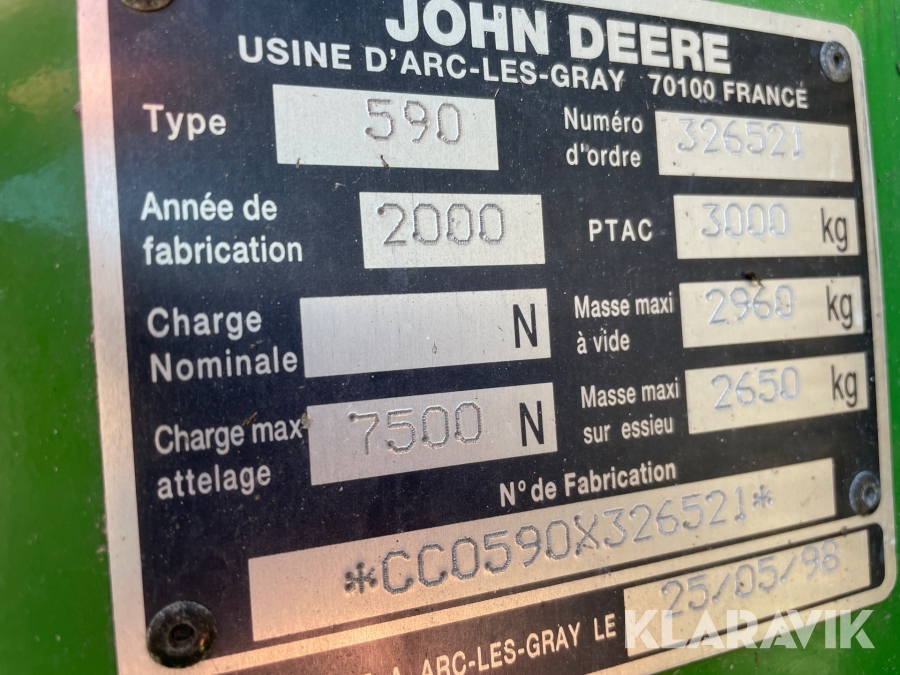 JOHN DEERE
USINE D'ARC-LES-GRAY 70100 FRANCE
Type 590
Numéro d'ordre 326521
Année de fabrication 2000
PTAC 3000 kg
Charge Nominale N
Masse maxi à vide 2960 kg
Charge max attelage 7500 N
Masse maxi sur essieu 2650 kg
N° de Fabrication
*CC0590X326521*
A ARC-LES-GRAY LE 25/05/98
KLARAVIK